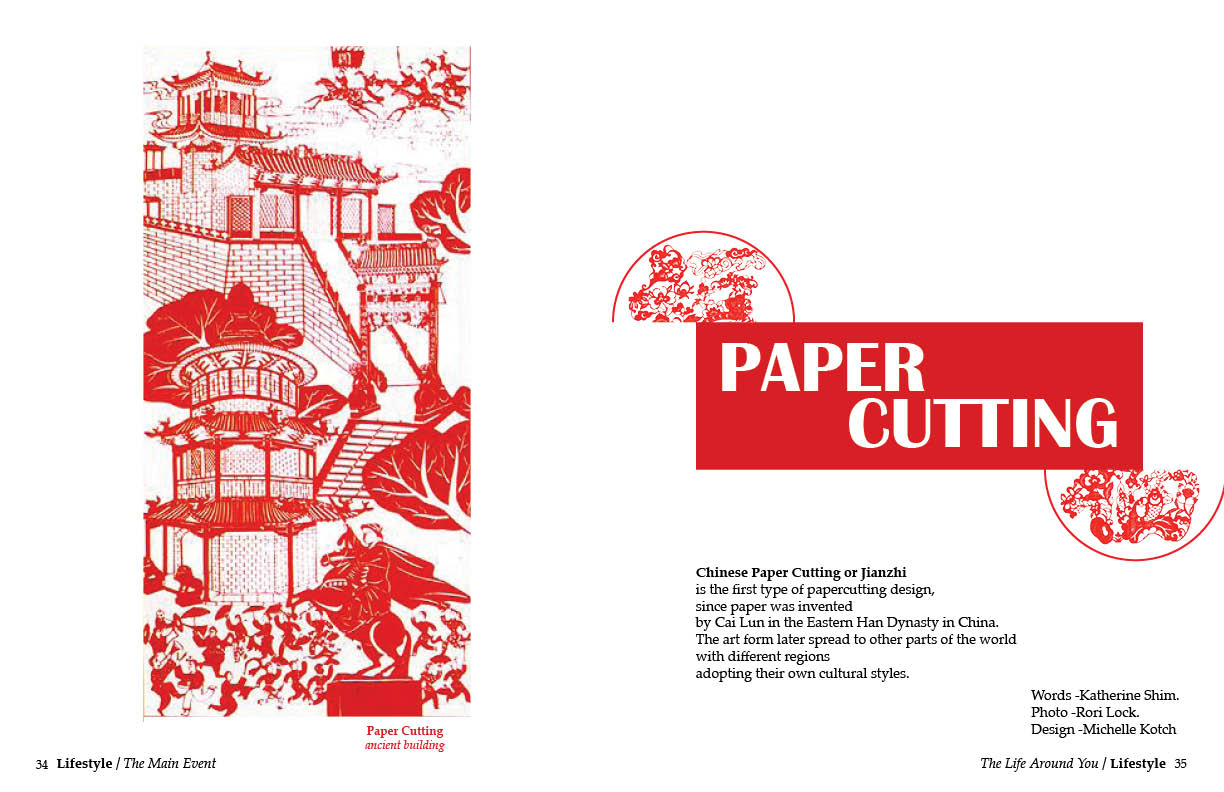 Paper Cutting
ancient building
34 Lifestyle / The Main Event
PAPER
CUTTING
Chinese Paper Cutting or Jianzhi
is the first type of papercutting design,
since paper was invented
by Cai Lun in the Eastern Han Dynasty in China.
The art form later spread to other parts of the world
with different regions
adopting their own cultural styles.
Words -Katherine Shim.
Photo -Rori Lock.
Design -Michelle Kotch
The Life Around You / Lifestyle 35